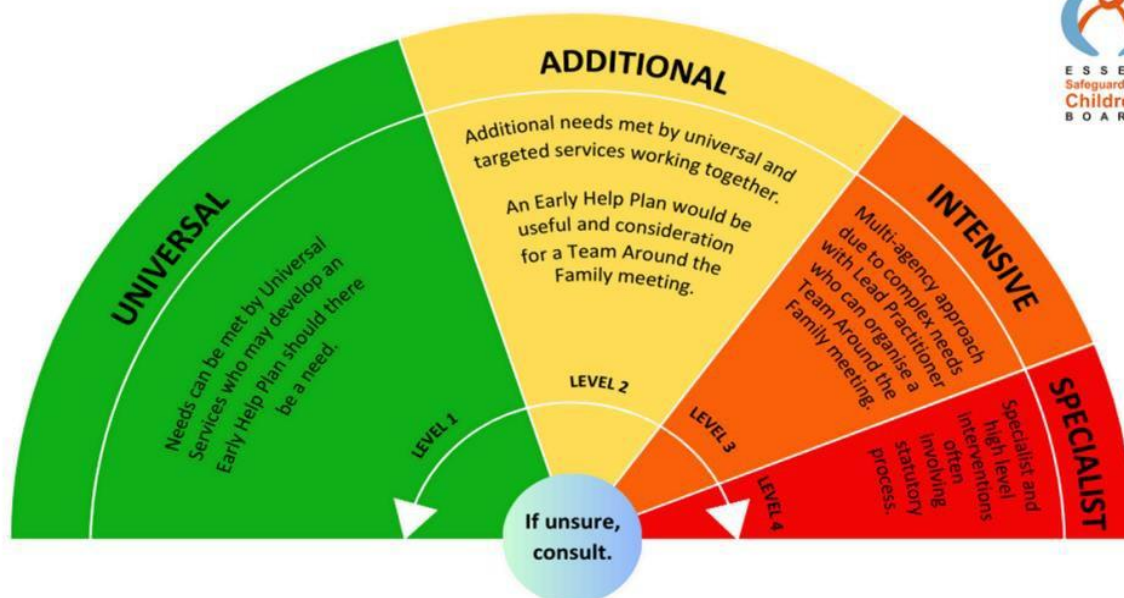 ESSE
Safeguard
Childre
BOAR
UNIVERSAL
Needs can be met by Universal
Services who may develop an
Early Help Plan should there
be a need.
LEVEL 1
ADDITIONAL
Additional needs met by universal and
targeted services working together.
An Early Help Plan would be
useful and consideration
for a Team Around the
Family meeting.
LEVEL 2
INTENSIVE
Multi-agency approach
due to complex needs
with Lead Practitioner
who can organise a
Team Around the
Family meeting.
LEVEL 3
SPECIALIST
Specialist and
high level
interventions
often
involving
statutory
process.
LEVEL 4
If unsure,
consult.